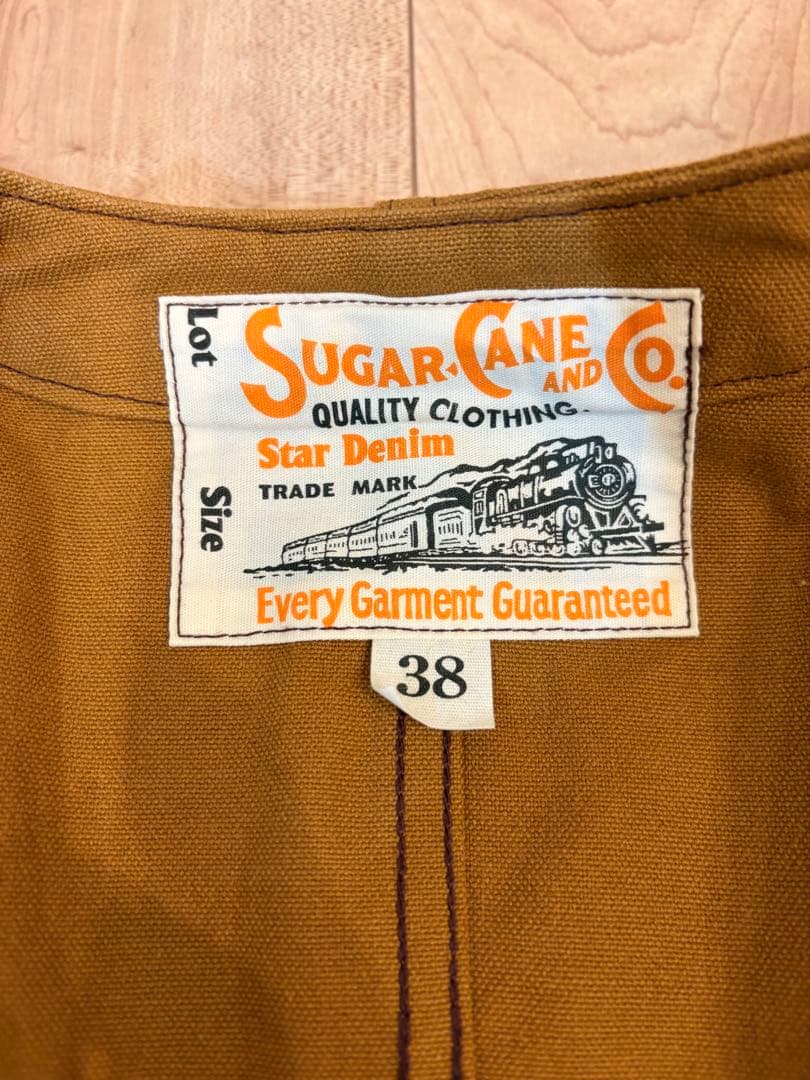 Lot
Size
SUGAR-CANE AND CO.
QUALITY CLOTHING.
Star Denim
TRADE MARK
Every Garment Guaranteed
38